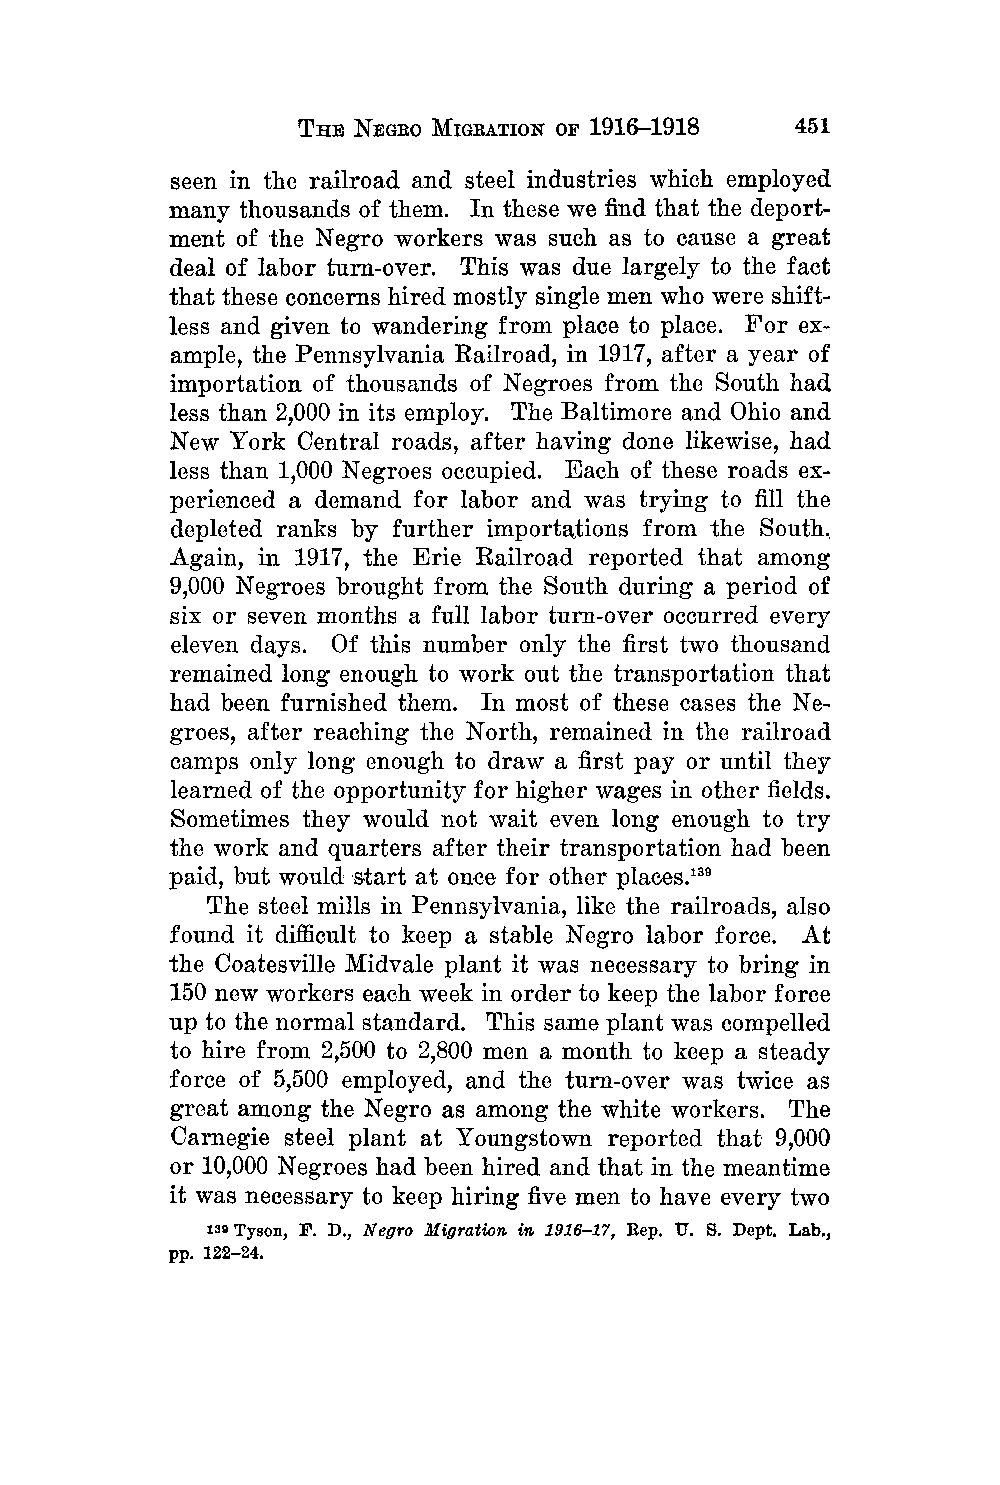 The Negro Migration of 1916–1918 451
seen in the railroad and steel industries which employed
many thousands of them. In these we find that the deport-
ment of the Negro workers was such as to cause a great
deal of labor turn-over. This was due largely to the fact
that these concerns hired mostly single men who were shift-
less and given to wandering from place to place. For ex-
ample, the Pennsylvania Railroad, in 1917, after a year of
importation of thousands of Negroes from the South had
less than 2,000 in its employ. The Baltimore and Ohio and
New York Central roads, after having done likewise, had
less than 1,000 Negroes occupied. Each of these roads ex-
perienced a demand for labor and was trying to fill the
depleted ranks by further importations from the South.
Again, in 1917, the Erie Railroad reported that among
9,000 Negroes brought from the South during a period of
six or seven months a full labor turn-over occurred every
eleven days. Of this number only the first two thousand
remained long enough to work out the transportation that
had been furnished them. In most of these cases the Ne-
groes, after reaching the North, remained in the railroad
camps only long enough to draw a first pay or until they
learned of the opportunity for higher wages in other fields.
Sometimes they would not wait even long enough to try
the work and quarters after their transportation had been
paid, but would start at once for other places.¹³⁹
The steel mills in Pennsylvania, like the railroads, also
found it difficult to keep a stable Negro labor force. At
the Coatesville Midvale plant it was necessary to bring in
150 new workers each week in order to keep the labor force
up to the normal standard. This same plant was compelled
to hire from 2,500 to 2,800 men a month to keep a steady
force of 5,500 employed, and the turn-over was twice as
great among the Negro as among the white workers. The
Carnegie steel plant at Youngstown reported that 9,000
or 10,000 Negroes had been hired and that in the meantime
it was necessary to keep hiring five men to have every two
¹³⁹ Tyson, F. D., Negro Migration in 1916–17, Rep. U. S. Dept. Lab.,
pp. 122–24.